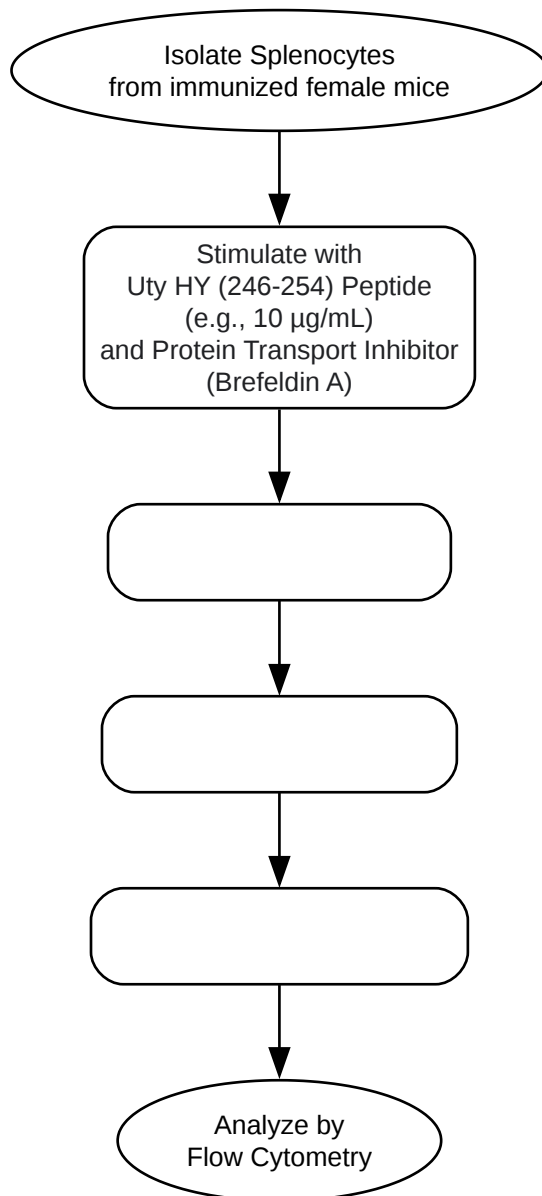 Isolate Splenocytes
from immunized female mice
Stimulate with
Uty HY (246-254) Peptide
(e.g., 10 µg/mL)
and Protein Transport Inhibitor
(Brefeldin A)
Analyze by
Flow Cytometry